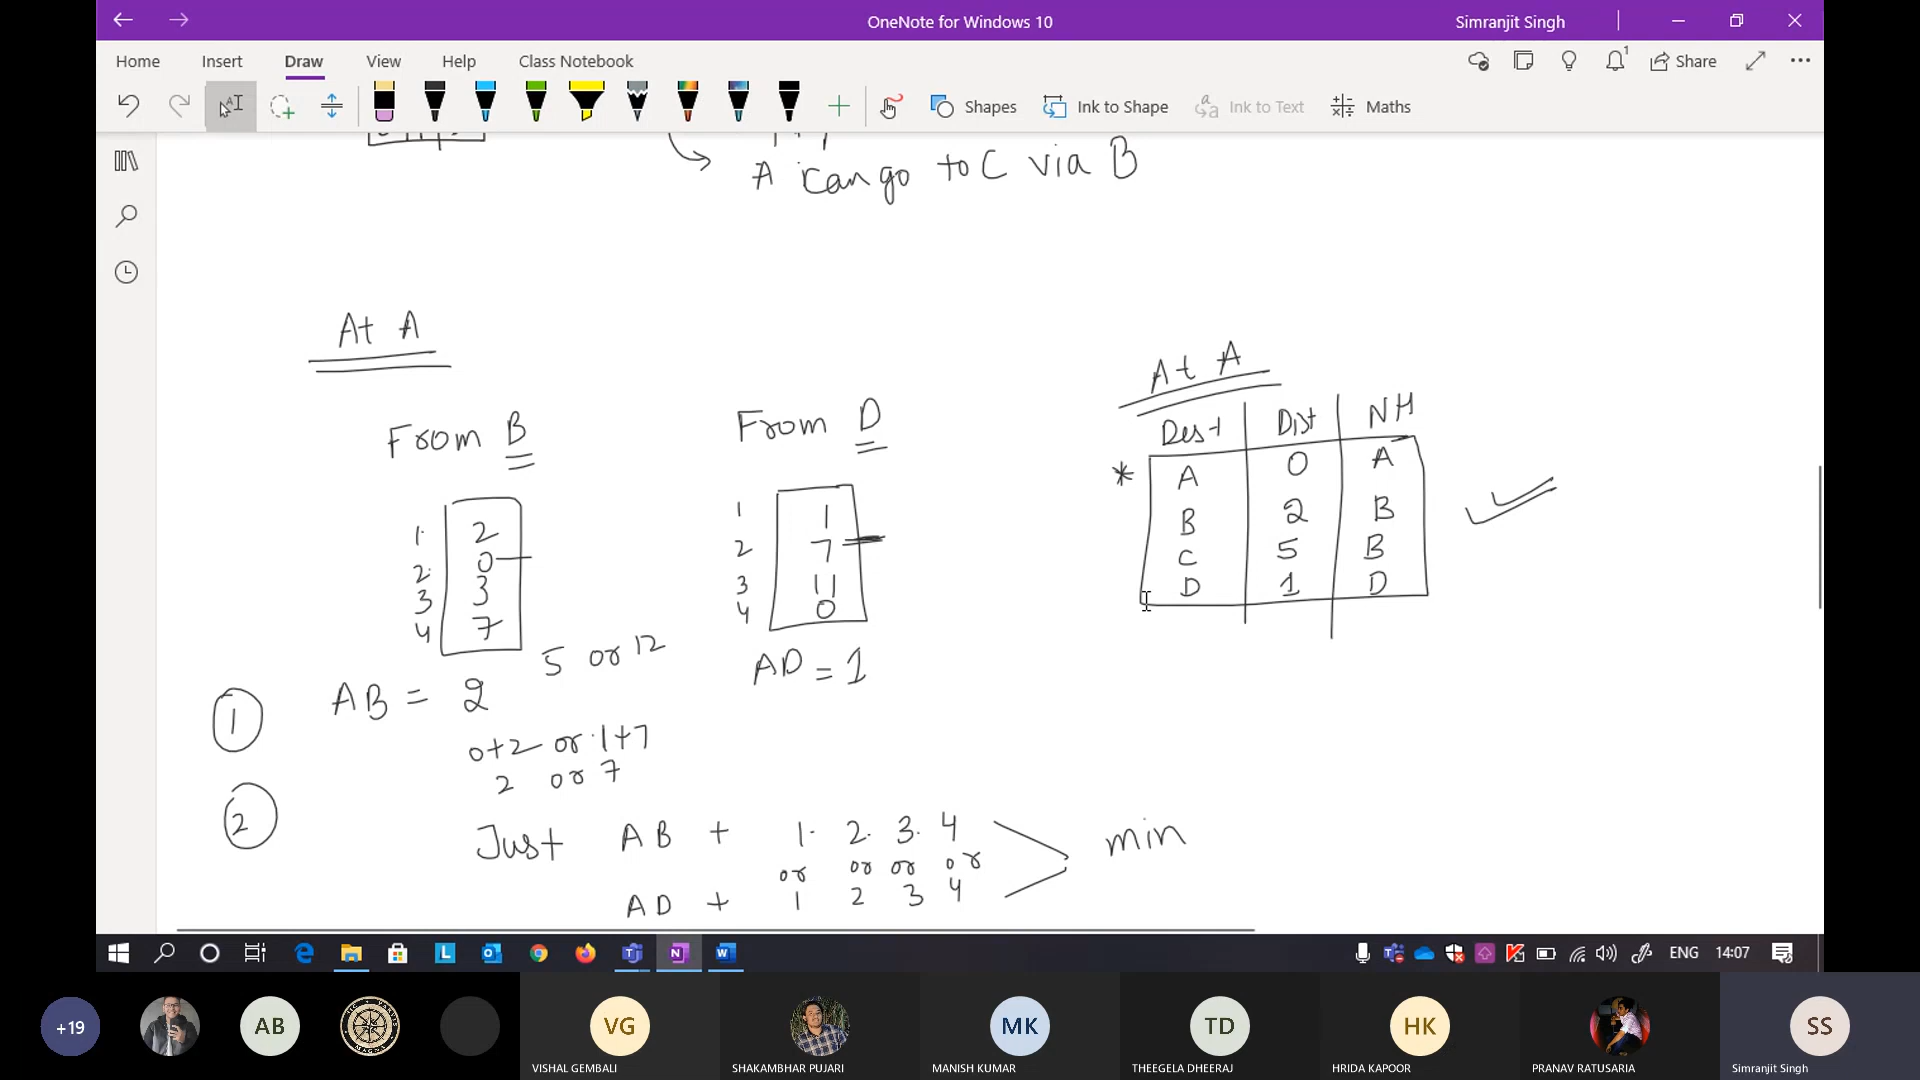 OneNote for Windows 10
Simranjit Singh
Home Insert Draw View Help Class Notebook
1
Share
Shapes Ink to Shape Ink to Text Maths
A can go to C via B
At A
From B
1. 2
2. 0
3 3
4 7
From D
1 1
2 7
3 11
4 0
At A
Dest Dist NH
* A 0 A
B 2 B
C 5 B
D 1 D
5 or 12
AD = 1
1 AB = 2
0+2 or 1+7
2 or 7
2
Just AB + 1. 2. 3. 4
or or or or
AD + 1 2 3 4
min
ENG 14:07
+19
AB
VG
MK
TD
HK
SS
VISHAL GEMBALI
SHAKAMBHAR PUJARI
MANISH KUMAR
THEEGELA DHEERAJ
HRIDA KAPOOR
PRANAV RATUSARIA
Simranjit Singh